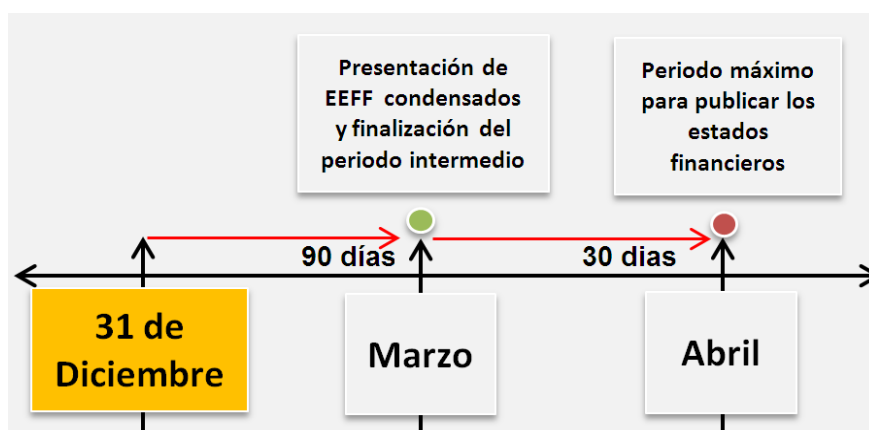 Presentación de
EEFF condensados
y finalización del
periodo intermedio
Periodo máximo
para publicar los
estados
financieros
90 días
30 dias
31 de
Diciembre
Marzo
Abril